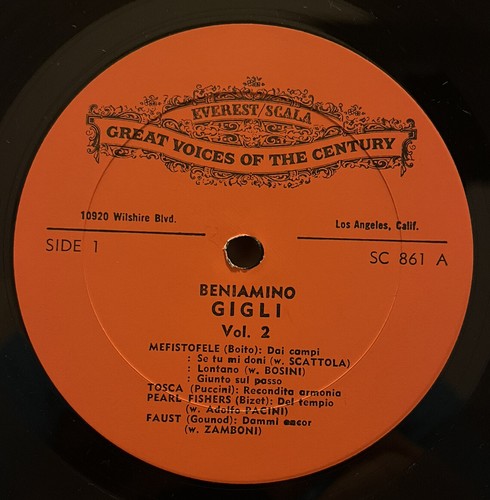 EVEREST/SCALA
GREAT VOICES OF THE CENTURY
10920 Wilshire Blvd.
Los Angeles, Calif.
SIDE 1
SC 861 A
BENIAMINO
GIGLI
Vol. 2
MEFISTOFELE (Boito): Dai campi
: Se tu mi doni (w. SCATTOLA)
: Lontano (w. BOSINI)
: Giunto sul passo
TOSCA (Puccini): Recondita armonia
PEARL FISHERS (Bizet): Del tempio
(w. Adolfo PACINI)
FAUST (Gounod): Dammi ancor
(w. ZAMBONI)